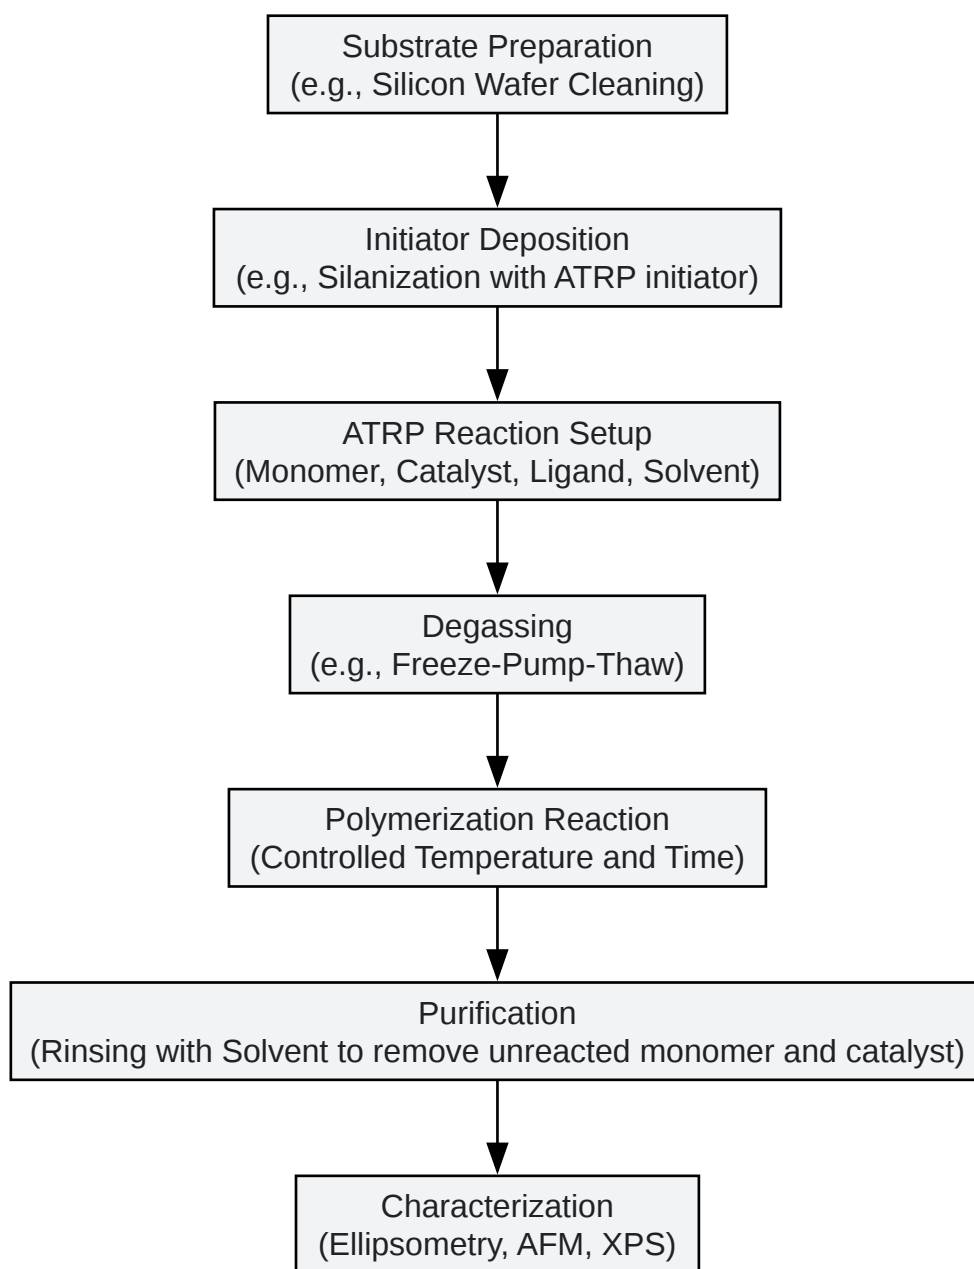 Substrate Preparation
(e.g., Silicon Wafer Cleaning)
Initiator Deposition
(e.g., Silanization with ATRP initiator)
ATRP Reaction Setup
(Monomer, Catalyst, Ligand, Solvent)
Degassing
(e.g., Freeze-Pump-Thaw)
Polymerization Reaction
(Controlled Temperature and Time)
Purification
(Rinsing with Solvent to remove unreacted monomer and catalyst)
Characterization
(Ellipsometry, AFM, XPS)